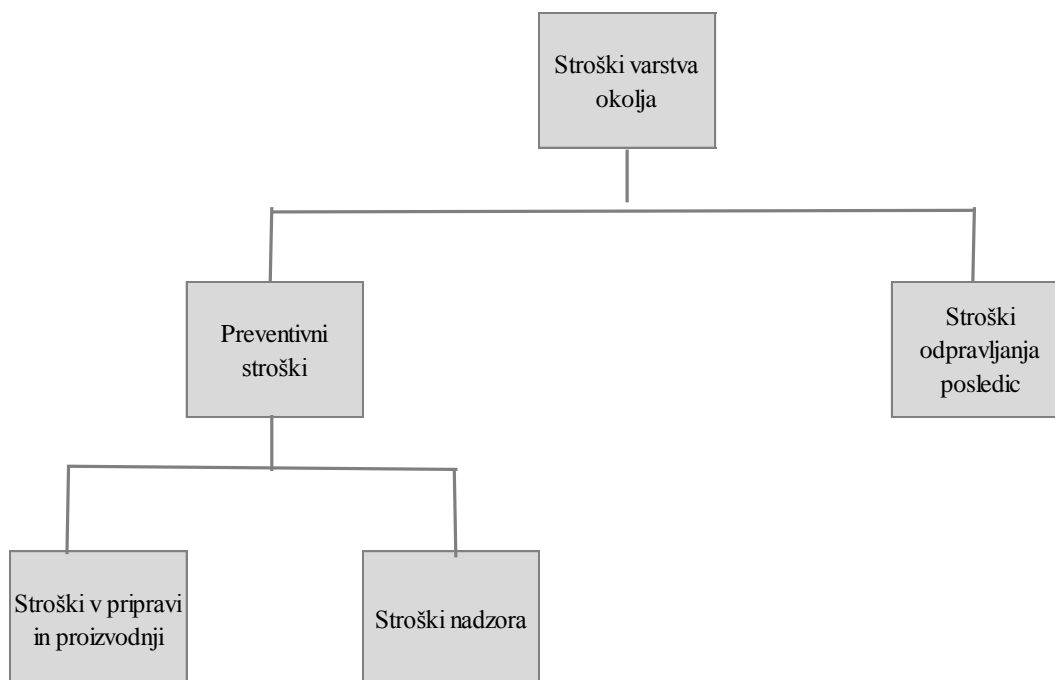 Stroški varstva
okolja
Preventivni
stroški
Stroški
odpravljanja
posledic
Stroški v pripravi
in proizvodnji
Stroški nadzora